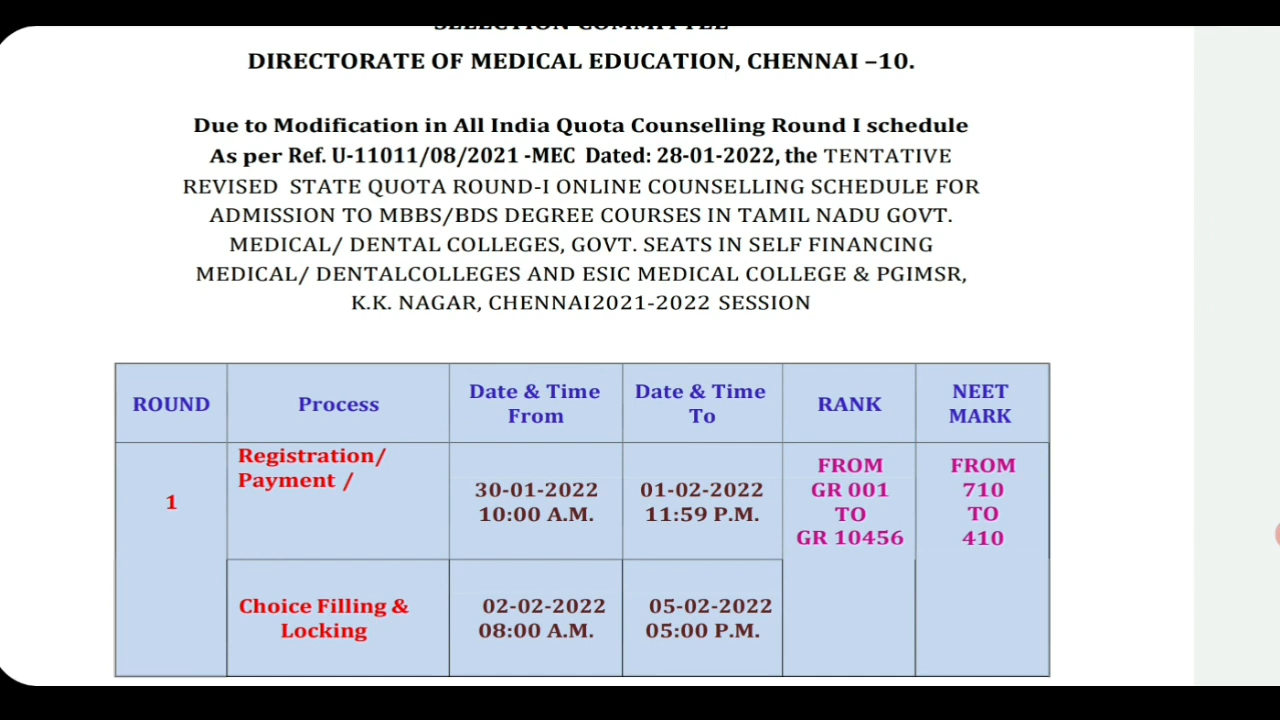 SELECTION COMMITTEE
DIRECTORATE OF MEDICAL EDUCATION, CHENNAI –10.
Due to Modification in All India Quota Counselling Round I schedule
As per Ref. U-11011/08/2021 -MEC Dated: 28-01-2022, the TENTATIVE
REVISED STATE QUOTA ROUND-I ONLINE COUNSELLING SCHEDULE FOR
ADMISSION TO MBBS/BDS DEGREE COURSES IN TAMIL NADU GOVT.
MEDICAL/ DENTAL COLLEGES, GOVT. SEATS IN SELF FINANCING
MEDICAL/ DENTALCOLLEGES AND ESIC MEDICAL COLLEGE & PGIMSR,
K.K. NAGAR, CHENNAI2021-2022 SESSION
ROUND
Process
Date & Time
From
Date & Time
To
RANK
NEET
MARK
1
Registration/
Payment /
30-01-2022
10:00 A.M.
01-02-2022
11:59 P.M.
FROM
GR 001
TO
GR 10456
FROM
710
TO
410
Choice Filling &
Locking
02-02-2022
08:00 A.M.
05-02-2022
05:00 P.M.